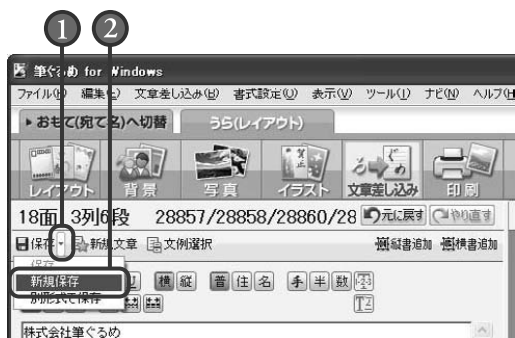 1 2
筆ぐるめ for Windows
ファイル(F) 編集(E) 文章差し込み(B) 書式設定(U) 表示(V) ツール(I) ナビ(N) ヘルプ(H
おもて(宛て名)へ切替 うら(レイアウト)
レイアウト 背景 写真 イラスト 文章差し込み 印刷
18面 3列6段 28857/28858/28860/28 元に戻す やり直す
保存 新規文章 文例選択 縦書追加 横書追加
保存
新規保存 U 横 縦 普 住 名 手 半 数
別形式で保存
株式会社筆ぐるめ